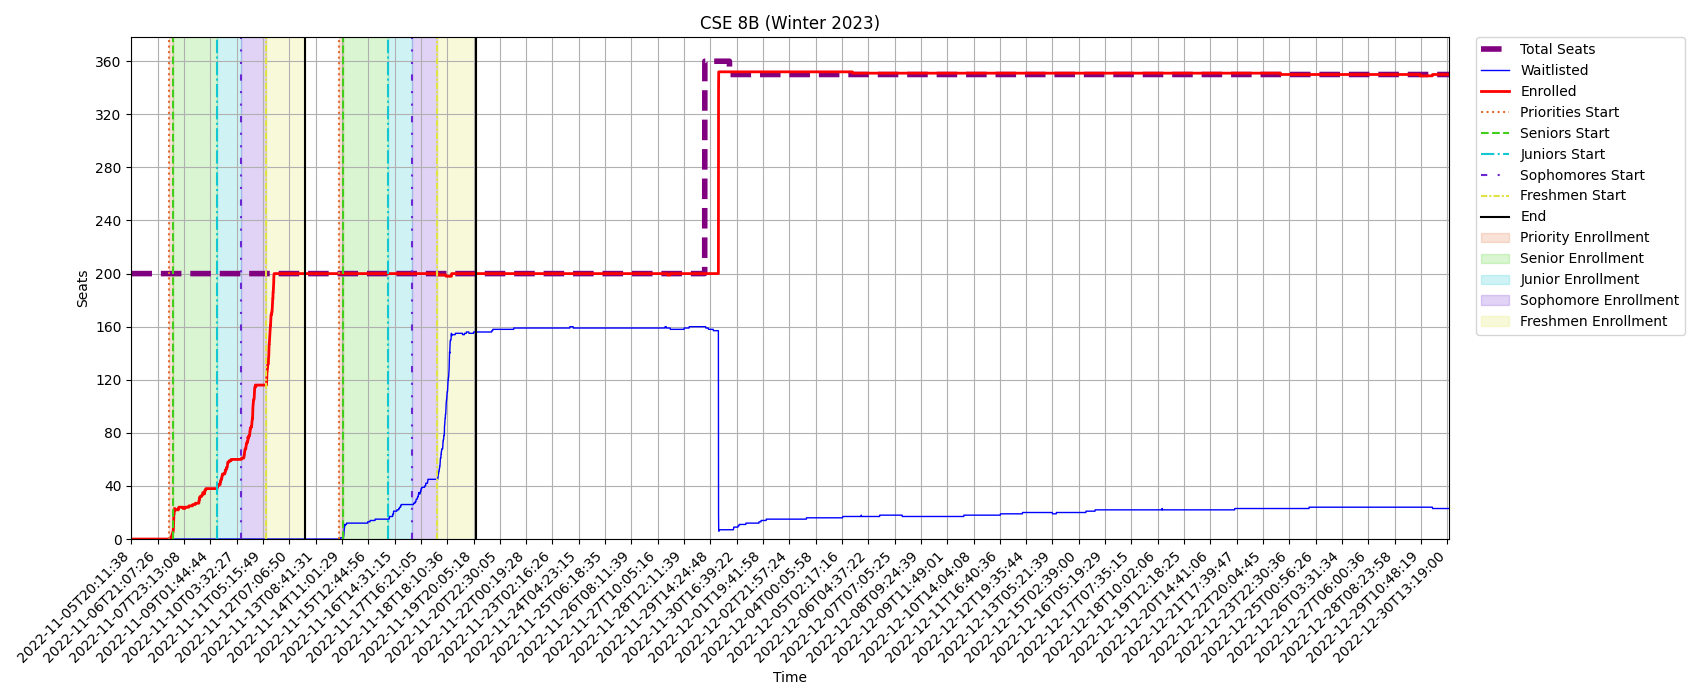 CSE 8B (Winter 2023)
360
320
280
240
200
160
120
80
40
0
Seats
2022-11-05T20:11:38
2022-11-06T21:07:26
2022-11-07T23:13:08
2022-11-09T01:44:44
2022-11-10T03:32:27
2022-11-11T05:15:49
2022-11-12T07:06:50
2022-11-13T08:41:31
2022-11-14T11:01:29
2022-11-15T12:44:56
2022-11-16T14:31:15
2022-11-17T16:21:05
2022-11-18T18:10:36
2022-11-19T20:05:18
2022-11-20T22:30:05
2022-11-22T00:19:28
2022-11-23T02:16:26
2022-11-24T04:23:15
2022-11-25T06:18:35
2022-11-26T08:11:39
2022-11-27T10:05:16
2022-11-28T12:11:39
2022-11-29T14:24:48
2022-11-30T16:39:22
2022-12-01T19:41:58
2022-12-02T21:57:24
2022-12-04T00:05:58
2022-12-05T02:17:16
2022-12-06T04:37:22
2022-12-07T07:05:25
2022-12-08T09:24:39
2022-12-09T11:49:01
2022-12-10T14:04:08
2022-12-11T16:40:36
2022-12-12T19:35:44
2022-12-13T05:21:39
2022-12-15T02:39:00
2022-12-16T05:19:29
2022-12-17T07:35:15
2022-12-18T10:02:06
2022-12-19T12:18:25
2022-12-20T14:41:06
2022-12-21T17:39:47
2022-12-22T20:04:45
2022-12-23T22:30:36
2022-12-25T00:56:26
2022-12-26T03:31:34
2022-12-27T06:00:36
2022-12-28T08:23:58
2022-12-29T10:48:19
2022-12-30T13:19:00
Time
Total Seats
Waitlisted
Enrolled
Priorities Start
Seniors Start
Juniors Start
Sophomores Start
Freshmen Start
End
Priority Enrollment
Senior Enrollment
Junior Enrollment
Sophomore Enrollment
Freshmen Enrollment